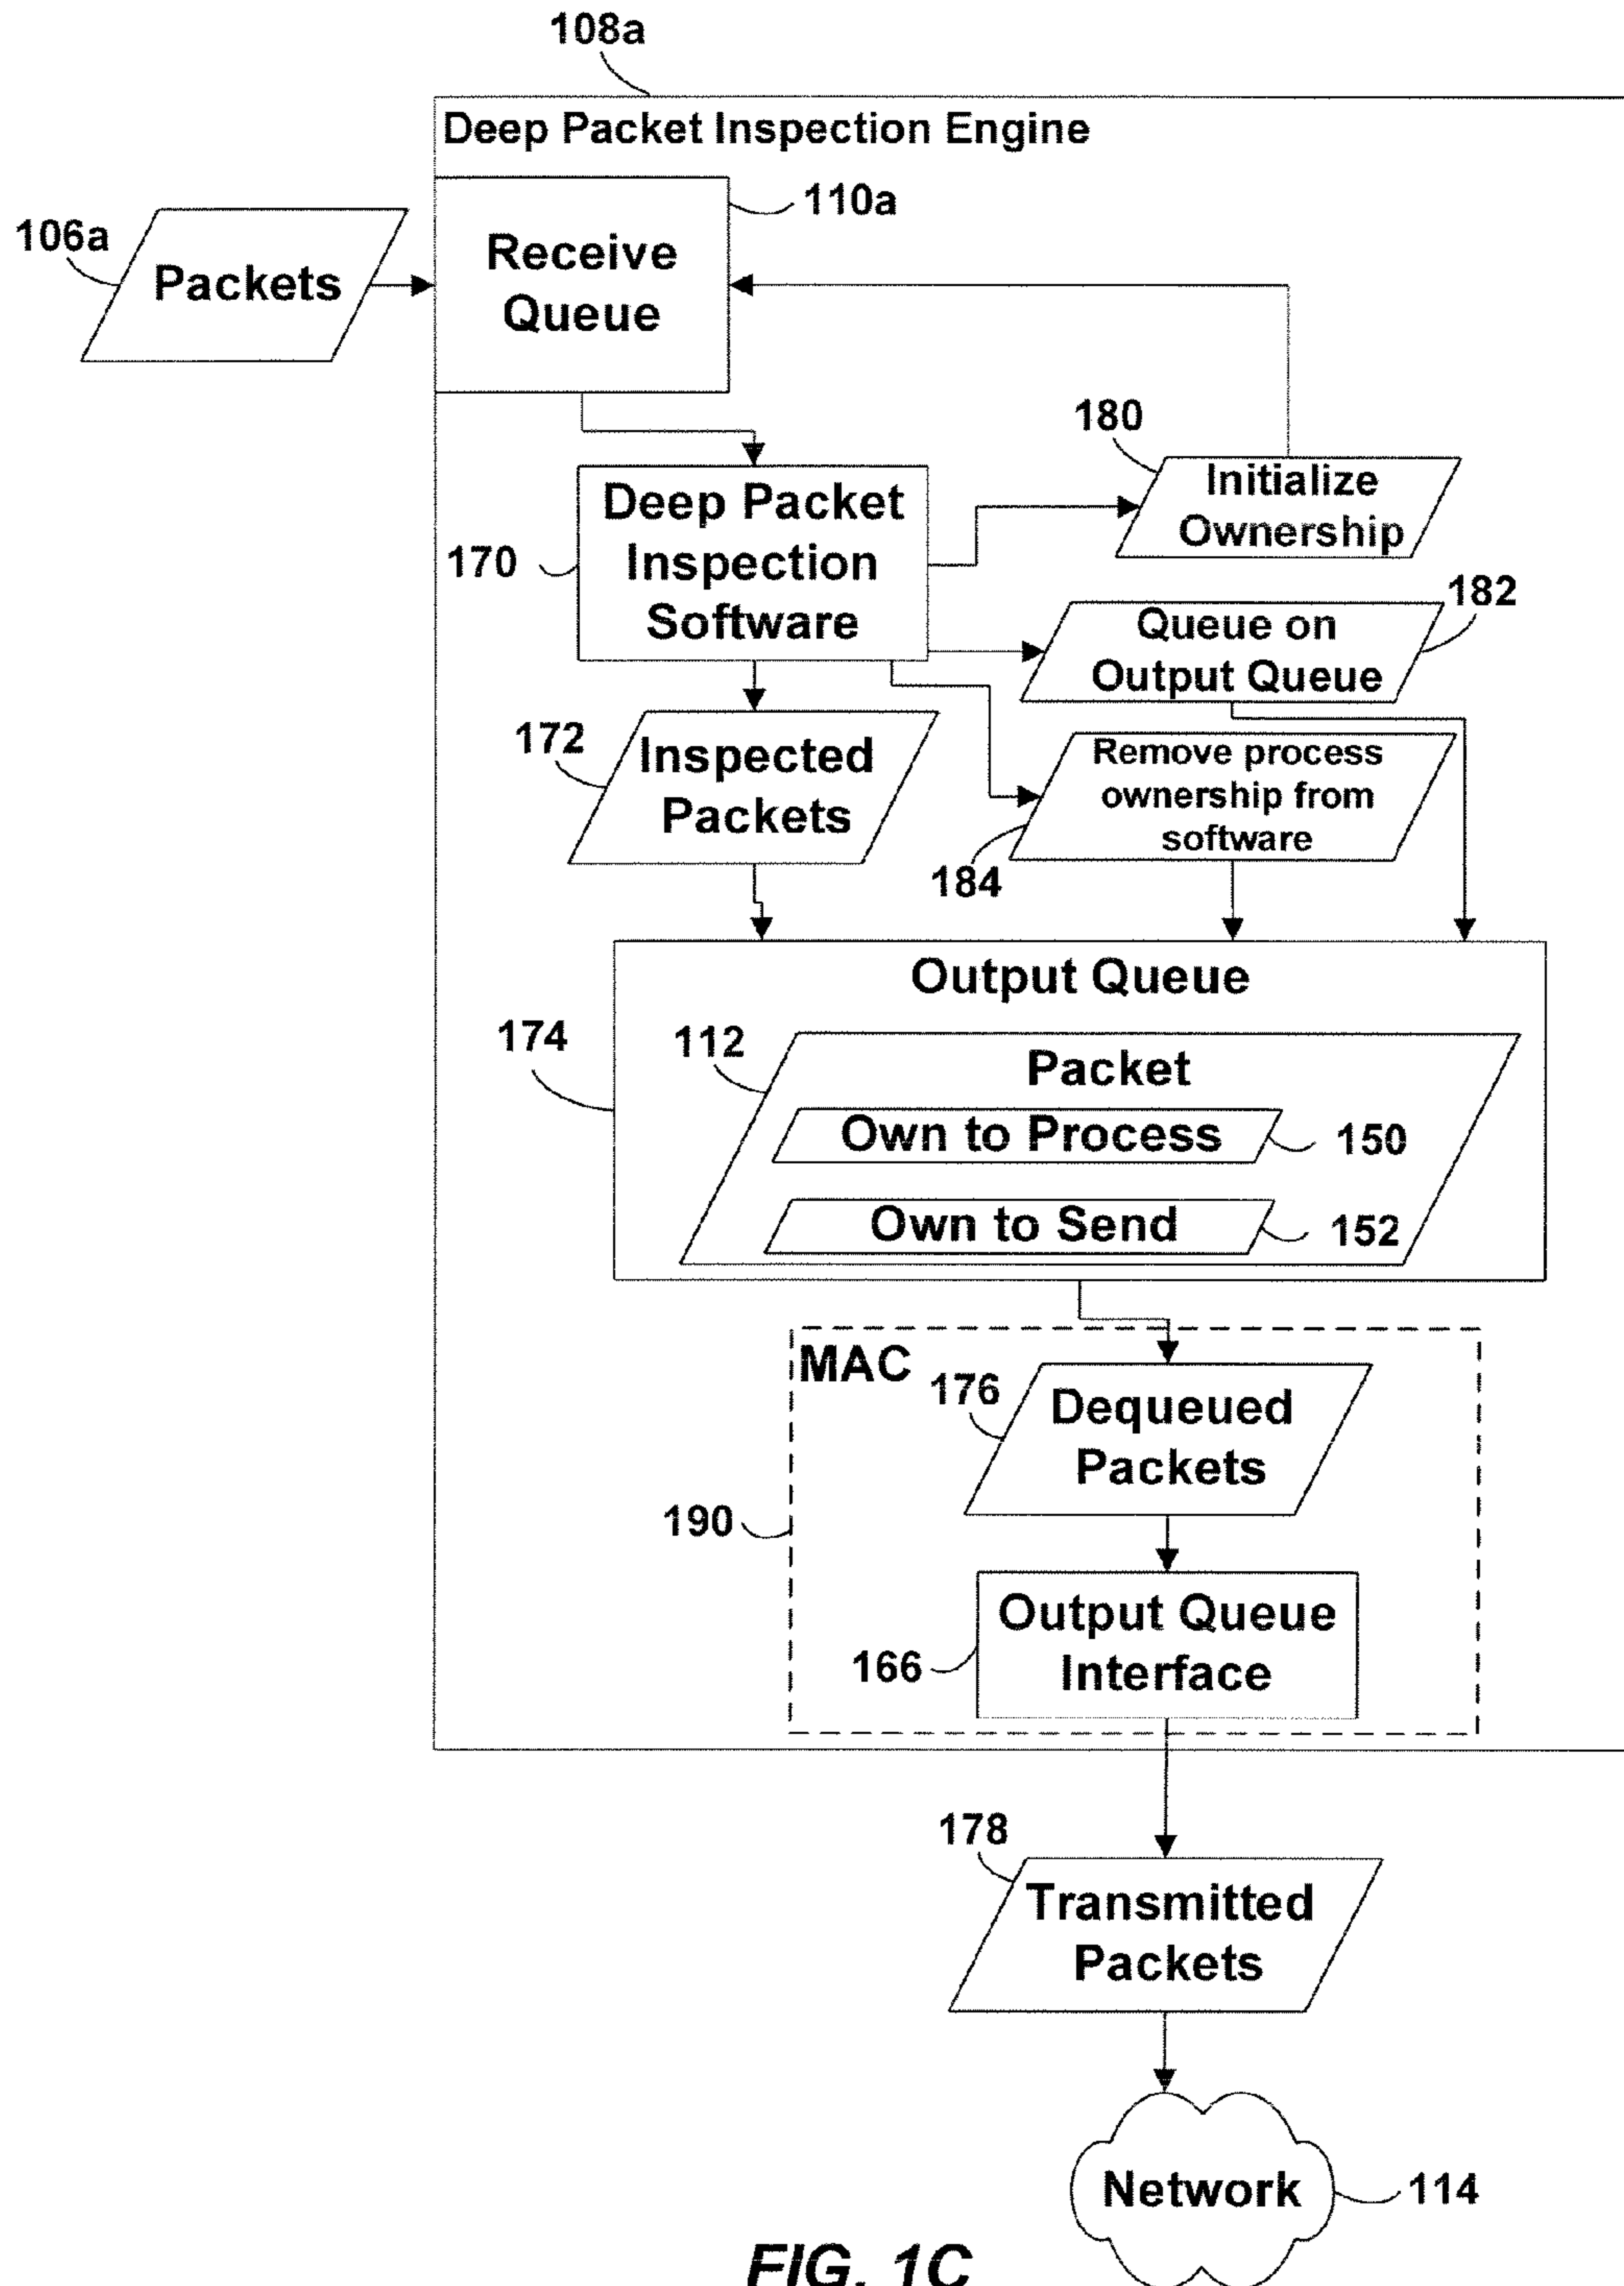 108a
Deep Packet Inspection Engine
110a
106a
Packets
Receive
Queue
180
Initialize
Ownership
170
Deep Packet
Inspection
Software
182
Queue on
Output Queue
172
Inspected
Packets
Remove process
ownership from
software
184
Output Queue
174
112
Packet
Own to Process
150
Own to Send
152
MAC
176
Dequeued
Packets
190
Output Queue
Interface
166
178
Transmitted
Packets
Network
114
FIG. 1C